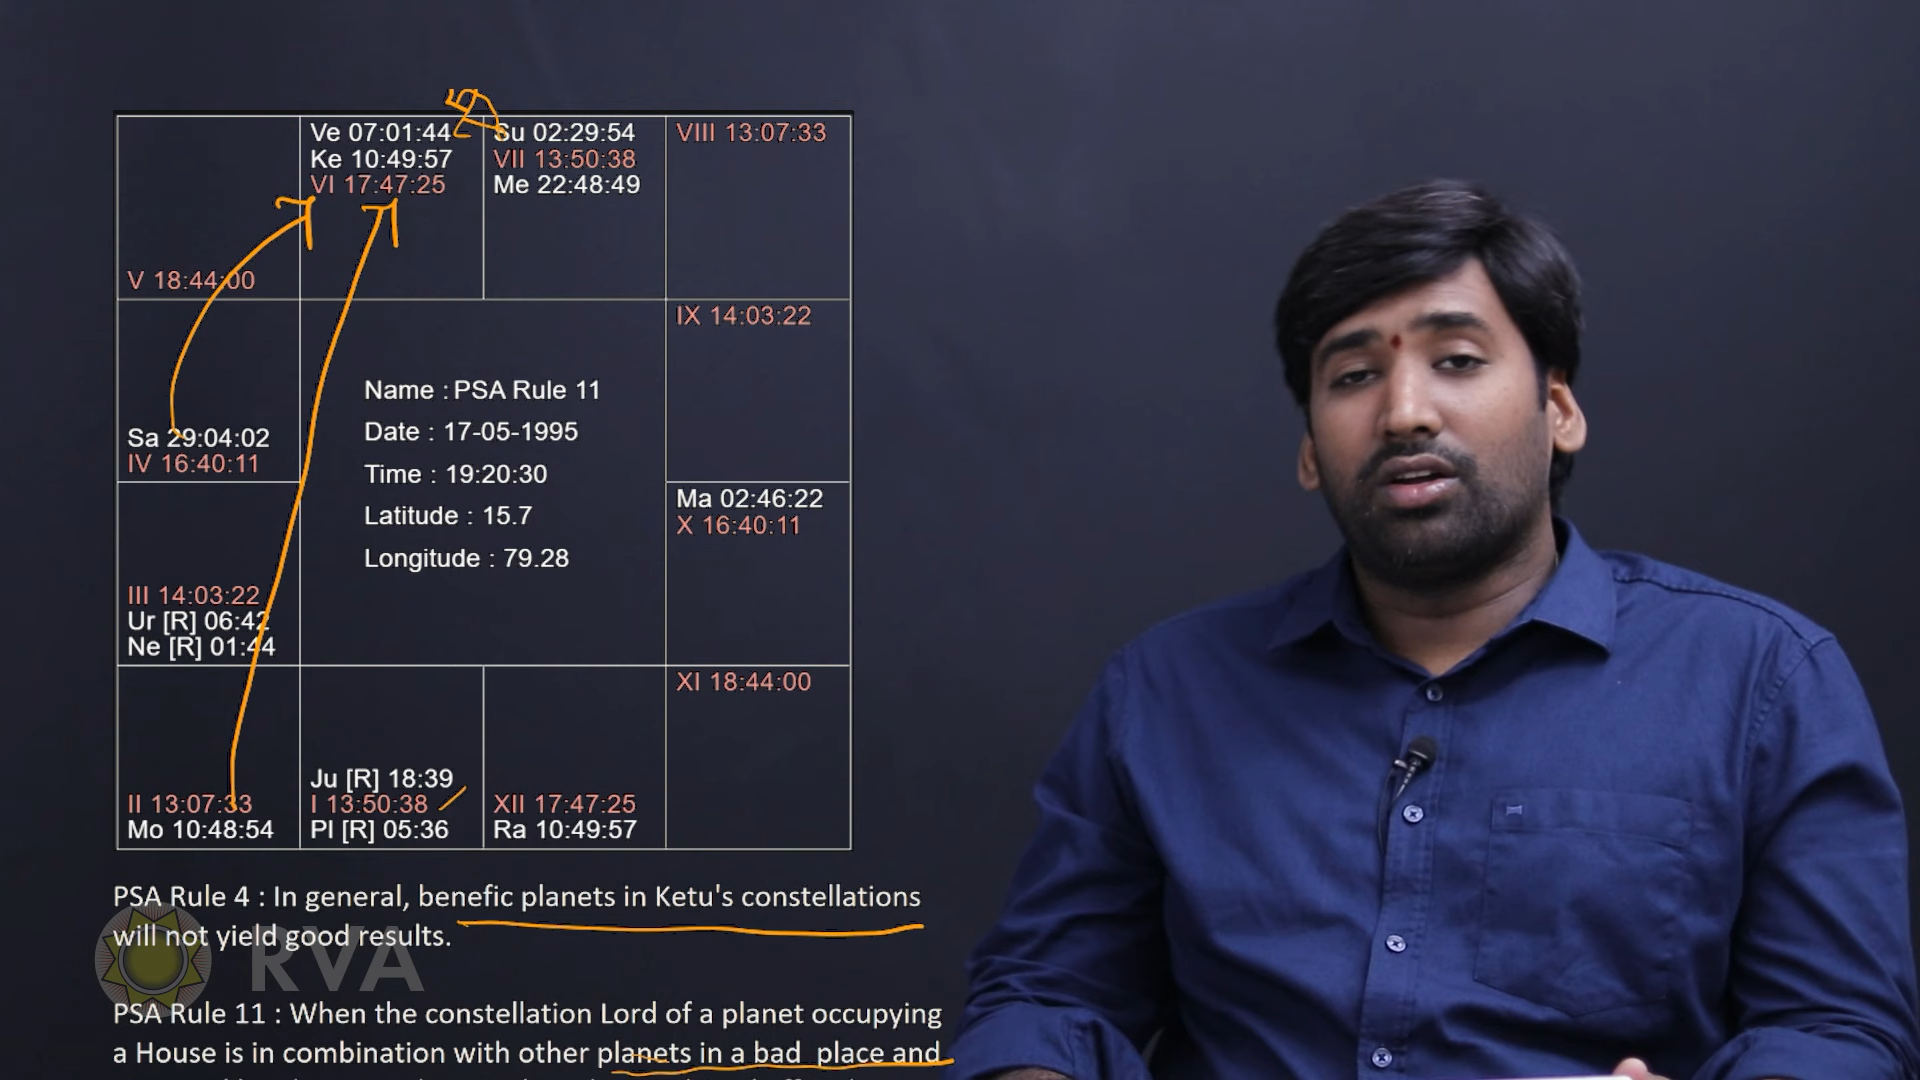 Ve 07:01:44
Ke 10:49:57
VI 17:47:25
Su 02:29:54
VII 13:50:38
Me 22:48:49
VIII 13:07:33
V 18:44:00
IX 14:03:22
Sa 29:04:02
IV 16:40:11
Name : PSA Rule 11
Date : 17-05-1995
Time : 19:20:30
Latitude : 15.7
Longitude : 79.28
Ma 02:46:22
X 16:40:11
III 14:03:22
Ur [R] 06:42
Ne [R] 01:44
XI 18:44:00
II 13:07:33
Mo 10:48:54
Ju [R] 18:39
I 13:50:38
Pl [R] 05:36
XII 17:47:25
Ra 10:49:57
PSA Rule 4 : In general, benefic planets in Ketu's constellations
will not yield good results.
RVA
PSA Rule 11 : When the constellation Lord of a planet occupying
a House is in combination with other planets in a bad place and